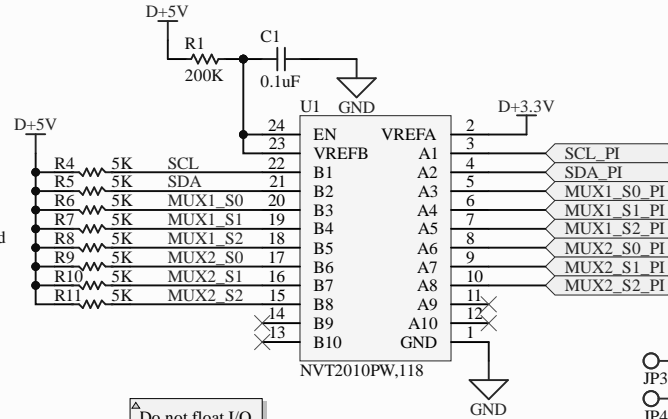 D+5V
R1
200K
C1
0.1uF
GND
U1
D+3.3V
D+5V
24 EN VREFA 2
23 VREFB A1 3 SCL_PI
R4 5K SCL 22 B1 A2 4 SDA_PI
R5 5K SDA 21 B2 A3 5 MUX1_S0_PI
R6 5K MUX1_S0 20 B3 A4 6 MUX1_S1_PI
R7 5K MUX1_S1 19 B4 A5 7 MUX1_S2_PI
R8 5K MUX1_S2 18 B5 A6 8 MUX2_S0_PI
R9 5K MUX2_S0 17 B6 A7 9 MUX2_S1_PI
R10 5K MUX2_S1 16 B7 A8 10 MUX2_S2_PI
R11 5K MUX2_S2 15 B8 A9 11
14 B9 A10 12
13 B10 GND 1
NVT2010PW,118
GND
d
JP3
JP4
Do not float I/O